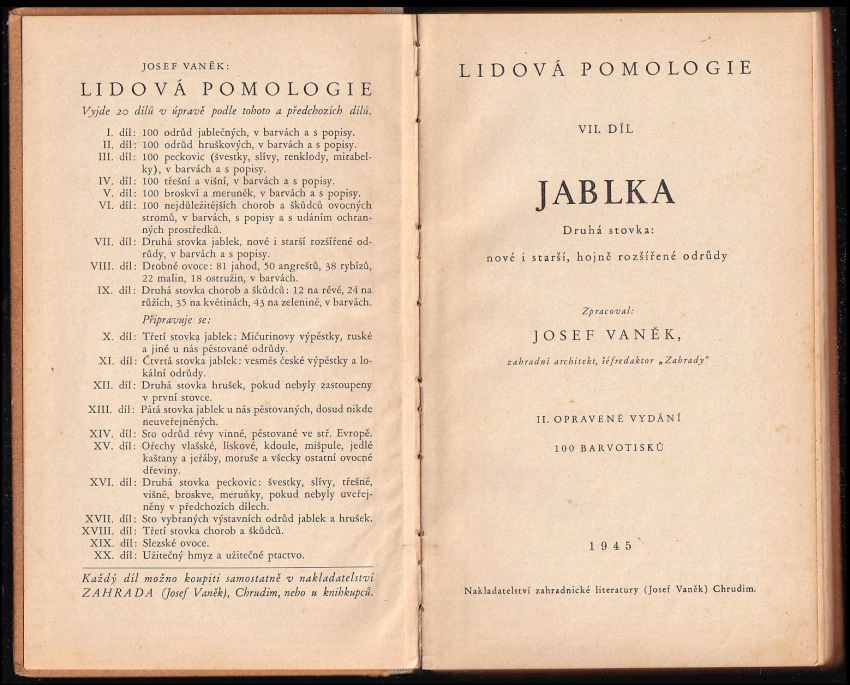 JOSEF VANĚK:
LIDOVÁ POMOLOGIE
Vyjde 20 dílů v úpravě podle tohoto a předchozích dílů.
I. díl: 100 odrůd jablečných, v barvách a s popisy.
II. díl: 100 odrůd hruškových, v barvách a s popisy.
III. díl: 100 peckovic (švestky, slívy, renklody, mirabel-
ky), v barvách a s popisy.
IV. díl: 100 třešní a višní, v barvách a s popisy.
V. díl: 100 broskví a meruněk, v barvách a s popisy.
VI. díl: 100 nejdůležitějších chorob a škůdců ovocných
stromů, v barvách, s popisy a s udáním ochran-
ných prostředků.
VII. díl: Druhá stovka jablek, nové i starší rozšířené od-
růdy, v barvách a s popisy.
VIII. díl: Drobné ovoce: 81 jahod, 50 angreštů, 38 rybízů,
22 malin, 18 ostružin, v barvách.
IX. díl: Druhá stovka chorob a škůdců: 12 na révě, 24 na
růžích, 35 na květinách, 43 na zelenině, v barvách.
Připravuje se:
X. díl: Třetí stovka jablek: Mičurinovy výpěstky, ruské
a jiné u nás pěstované odrůdy.
XI. díl: Čtvrtá stovka jablek: vesměs české výpěstky a lo-
kální odrůdy.
XII. díl: Druhá stovka hrušek, pokud nebyly zastoupeny
v první stovce.
XIII. díl: Pátá stovka jablek u nás pěstovaných, dosud nikde
neuveřejněných.
XIV. díl: Sto odrůd révy vinné, pěstované ve stř. Evropě.
XV. díl: Ořechy vlašské, lískové, kdoule, mišpule, jedlé
kaštany a jeřáby, moruše a všecky ostatní ovocné
dřeviny.
XVI. díl: Druhá stovka peckovic: švestky, slívy, třešně,
višně, broskve, meruňky, pokud nebyly uveřej-
něny v předchozích dílech.
XVII. díl: Sto vybraných výstavních odrůd jablek a hrušek.
XVIII. díl: Třetí stovka chorob a škůdců.
XIX. díl: Slezské ovoce.
XX. díl: Užitečný hmyz a užitečné ptactvo.
Každý díl možno koupiti samostatně v nakladatelství
ZAHRADA (Josef Vaněk), Chrudim, nebo u knihkupců.
LIDOVÁ POMOLOGIE
VII. DÍL
JABLKA
Druhá stovka:
nové i starší, hojně rozšířené odrůdy
Zpracoval:
JOSEF VANĚK,
zahradní architekt, šéfredaktor „Zahrady"
II. OPRAVENÉ VYDÁNÍ
100 BARVOTISKŮ
1945
Nakladatelství zahradnické literatury (Josef Vaněk) Chrudim.